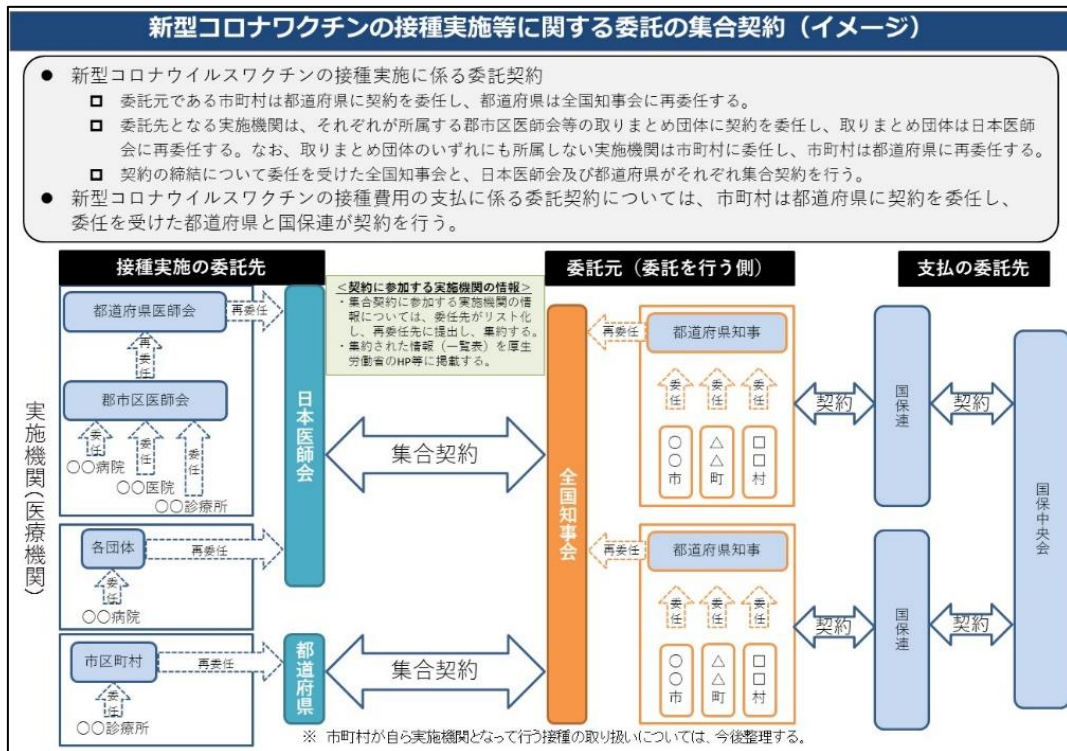 新型コロナワクチンの接種実施等に関する委託の集合契約（イメージ）
● 新型コロナウイルスワクチンの接種実施に係る委託契約
□ 委託元である市町村は都道府県に契約を委任し、都道府県は全国知事会に再委任する。
□ 委託先となる実施機関は、それぞれが所属する郡市区医師会等の取りまとめ団体に契約を委任し、取りまとめ団体は日本医師
会に再委任する。なお、取りまとめ団体のいずれにも所属しない実施機関は市町村に委任し、市町村は都道府県に再委任する。
□ 契約の締結について委任を受けた全国知事会と、日本医師会及び都道府県がそれぞれ集合契約を行う。
● 新型コロナウイルスワクチンの接種費用の支払に係る委託契約については、市町村は都道府県に契約を委任し、
委任を受けた都道府県と国保連が契約を行う。
接種実施の委託先
委託元（委託を行う側）
支払の委託先
実施機関(医療機関)
都道府県医師会
再委任
再委任
郡市区医師会
委任
委任
委任
〇〇病院
〇〇医院
〇〇診療所
各団体
再委任
委任
〇〇病院
市区町村
再委任
委任
〇〇診療所
日本医師会
都道府県
＜契約に参加する実施機関の情報＞
・集合契約に参加する実施機関の情
報については、委任先がリスト化
し、再委任先に提出し、集約する。
・集約された情報（一覧表）を厚生
労働省のHP等に掲載する。
集合契約
集合契約
全国知事会
再委任
都道府県知事
委任
委任
委任
〇〇市
△△町
□□村
再委任
都道府県知事
委任
委任
委任
〇〇市
△△町
□□村
契約
国保連
契約
契約
国保連
契約
国保中央会
※ 市町村が自ら実施機関となって行う接種の取り扱いについては、今後整理する。